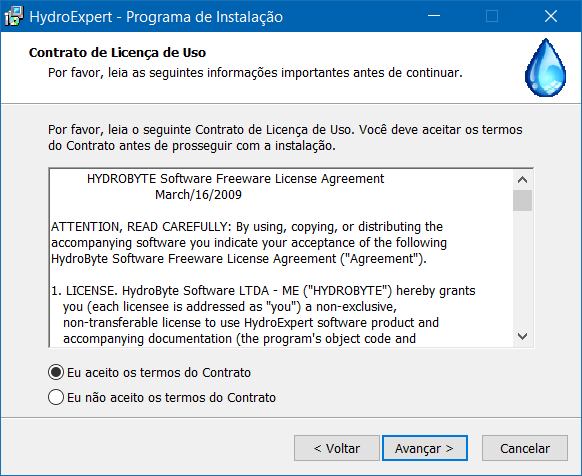 HydroExpert - Programa de Instalação
Contrato de Licença de Uso
Por favor, leia as seguintes informações importantes antes de continuar.
Por favor, leia o seguinte Contrato de Licença de Uso. Você deve aceitar os termos
do Contrato antes de prosseguir com a instalação.
HYDROBYTE Software Freeware License Agreement
March/16/2009
ATTENTION, READ CAREFULLY: By using, copying, or distributing the
accompanying software you indicate your acceptance of the following
HydroByte Software Freeware License Agreement ("Agreement").
1. LICENSE. HydroByte Software LTDA - ME ("HYDROBYTE") hereby grants
you (each licensee is addressed as "you") a non-exclusive,
non-transferable license to use HydroExpert software product and
accompanying documentation (the program's object code and
Eu aceito os termos do Contrato
Eu não aceito os termos do Contrato
< Voltar
Avançar >
Cancelar